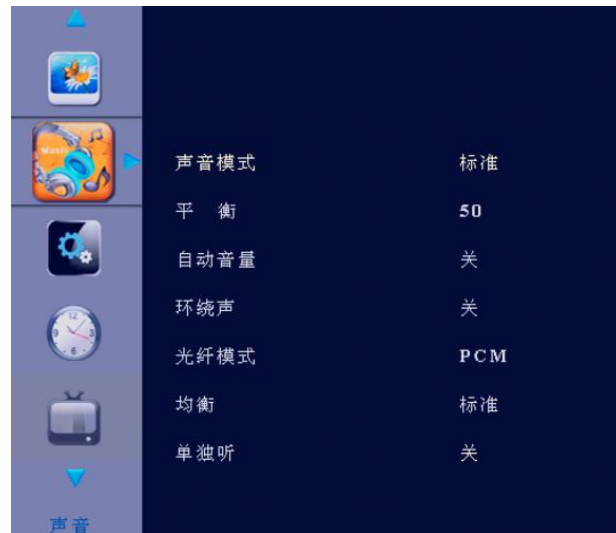 Music
声音模式 标准
平 衡 50
自动音量 关
环绕声 关
光纤模式 PCM
均衡 标准
单独听 关
声音